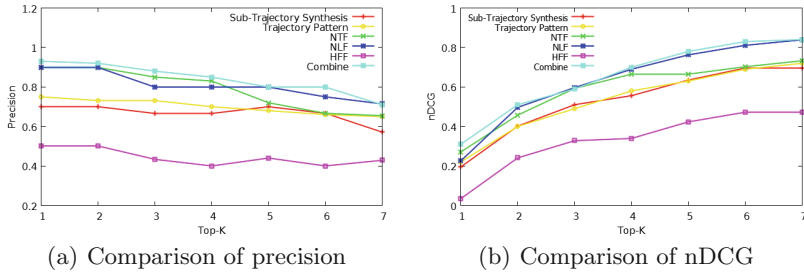 Sub-Trajectory Synthesis
Trajectory Pattern
NTF
NLF
HFF
Combine
Precision
1.2
1
0.8
0.6
0.4
0.2
1 2 3 4 5 6 7
Top-K
(a) Comparison of precision
Sub-Trajectory Synthesis
Trajectory Pattern
NTF
NLF
HFF
Combine
nDCG
1
0.8
0.6
0.4
0.2
0
1 2 3 4 5 6 7
Top-K
(b) Comparison of nDCG